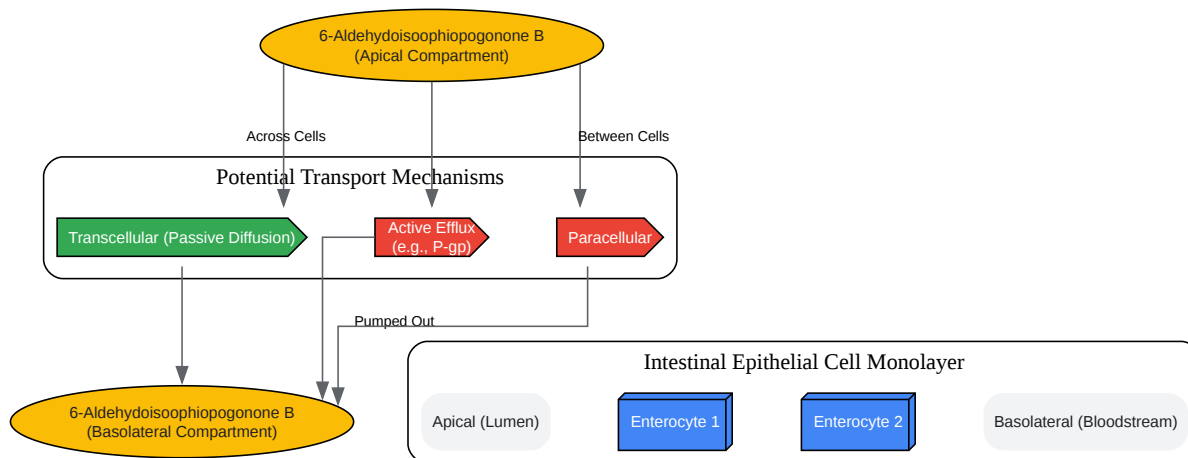 6-Aldehydoisoophiopogonone B
(Apical Compartment)
Across Cells
Between Cells
Potential Transport Mechanisms
Transcellular (Passive Diffusion)
Active Efflux
(e.g., P-gp)
Paracellular
Pumped Out
Intestinal Epithelial Cell Monolayer
6-Aldehydoisoophiopogonone B
(Basolateral Compartment)
Apical (Lumen)
Enterocyte 1
Enterocyte 2
Basolateral (Bloodstream)